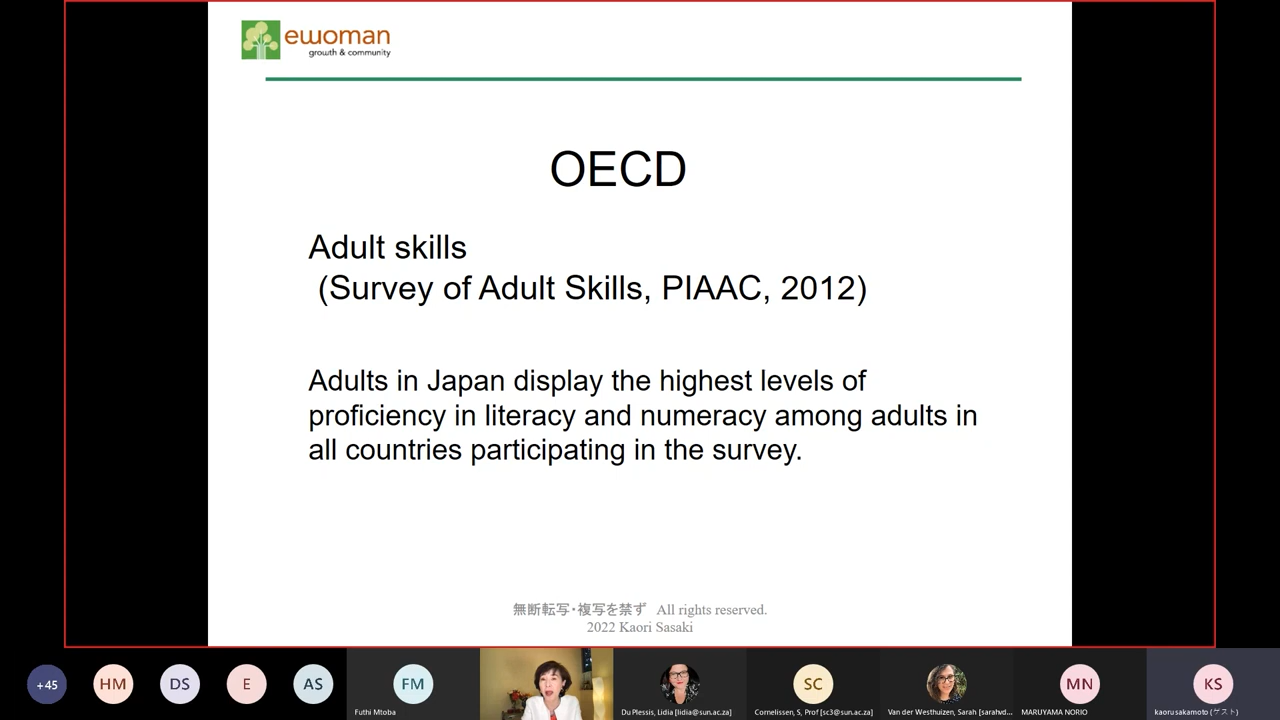 ewoman
growth & community
OECD
Adult skills
(Survey of Adult Skills, PIAAC, 2012)
Adults in Japan display the highest levels of
proficiency in literacy and numeracy among adults in
all countries participating in the survey.
無断転写・複写を禁ず All rights reserved.
2022 Kaori Sasaki
+45
HM
DS
E
AS
FM
SC
MN
KS
Futhi Mtoba
Du Plessis, Lidia [lidia@sun.ac.za]
Cornelissen, S, Prof [sc3@sun.ac.za]
Van der Westhuizen, Sarah [sarahvd...
MARUYAMA NORIO
kaoru sakamoto (ゲスト)